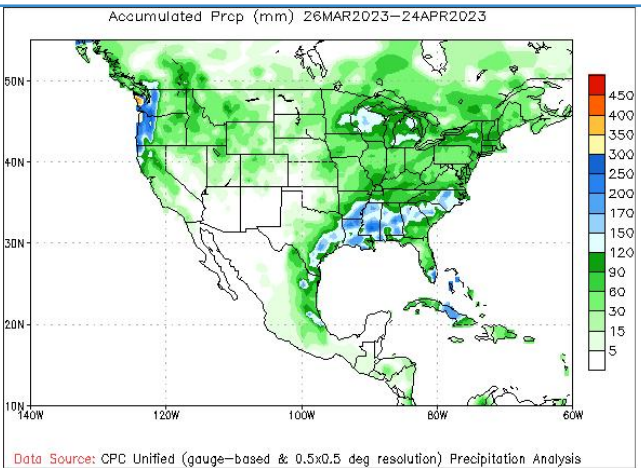 Accumulated Prcp (mm) 26MAR2023-24APR2023
50N
40N
30N
20N
10N
140W
120W
100W
80W
60W
450
400
350
300
250
200
170
150
120
90
60
30
15
5
Data Source: CPC Unified (gauge-based & 0.5x0.5 deg resolution) Precipitation Analysis